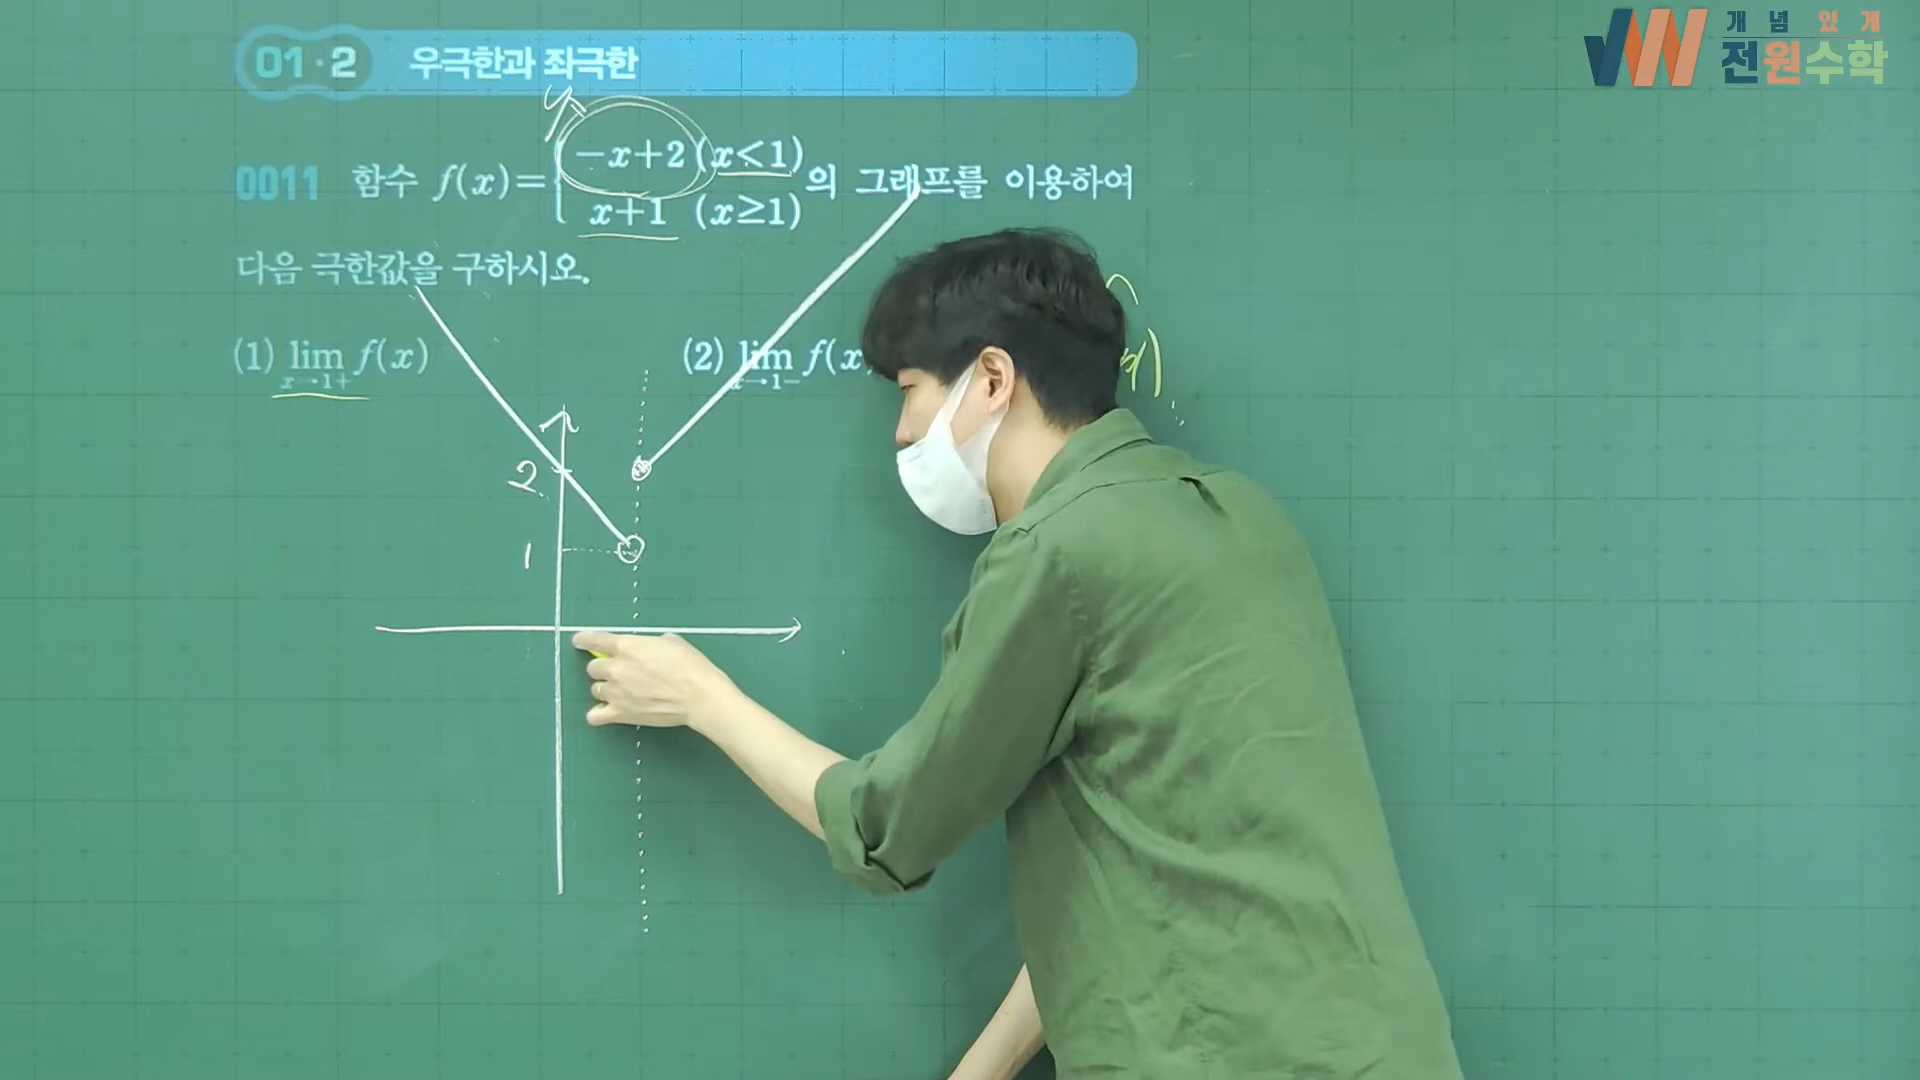 개념있게
전원수학
01·2 우극한과 좌극한
y=
0011 함수 f(x)={ -x+2 (x<1)
x+1 (x≥1) 의 그래프를 이용하여
다음 극한값을 구하시오.
(1) lim x→1+ f(x) (2) lim x→1- f(x
2
1